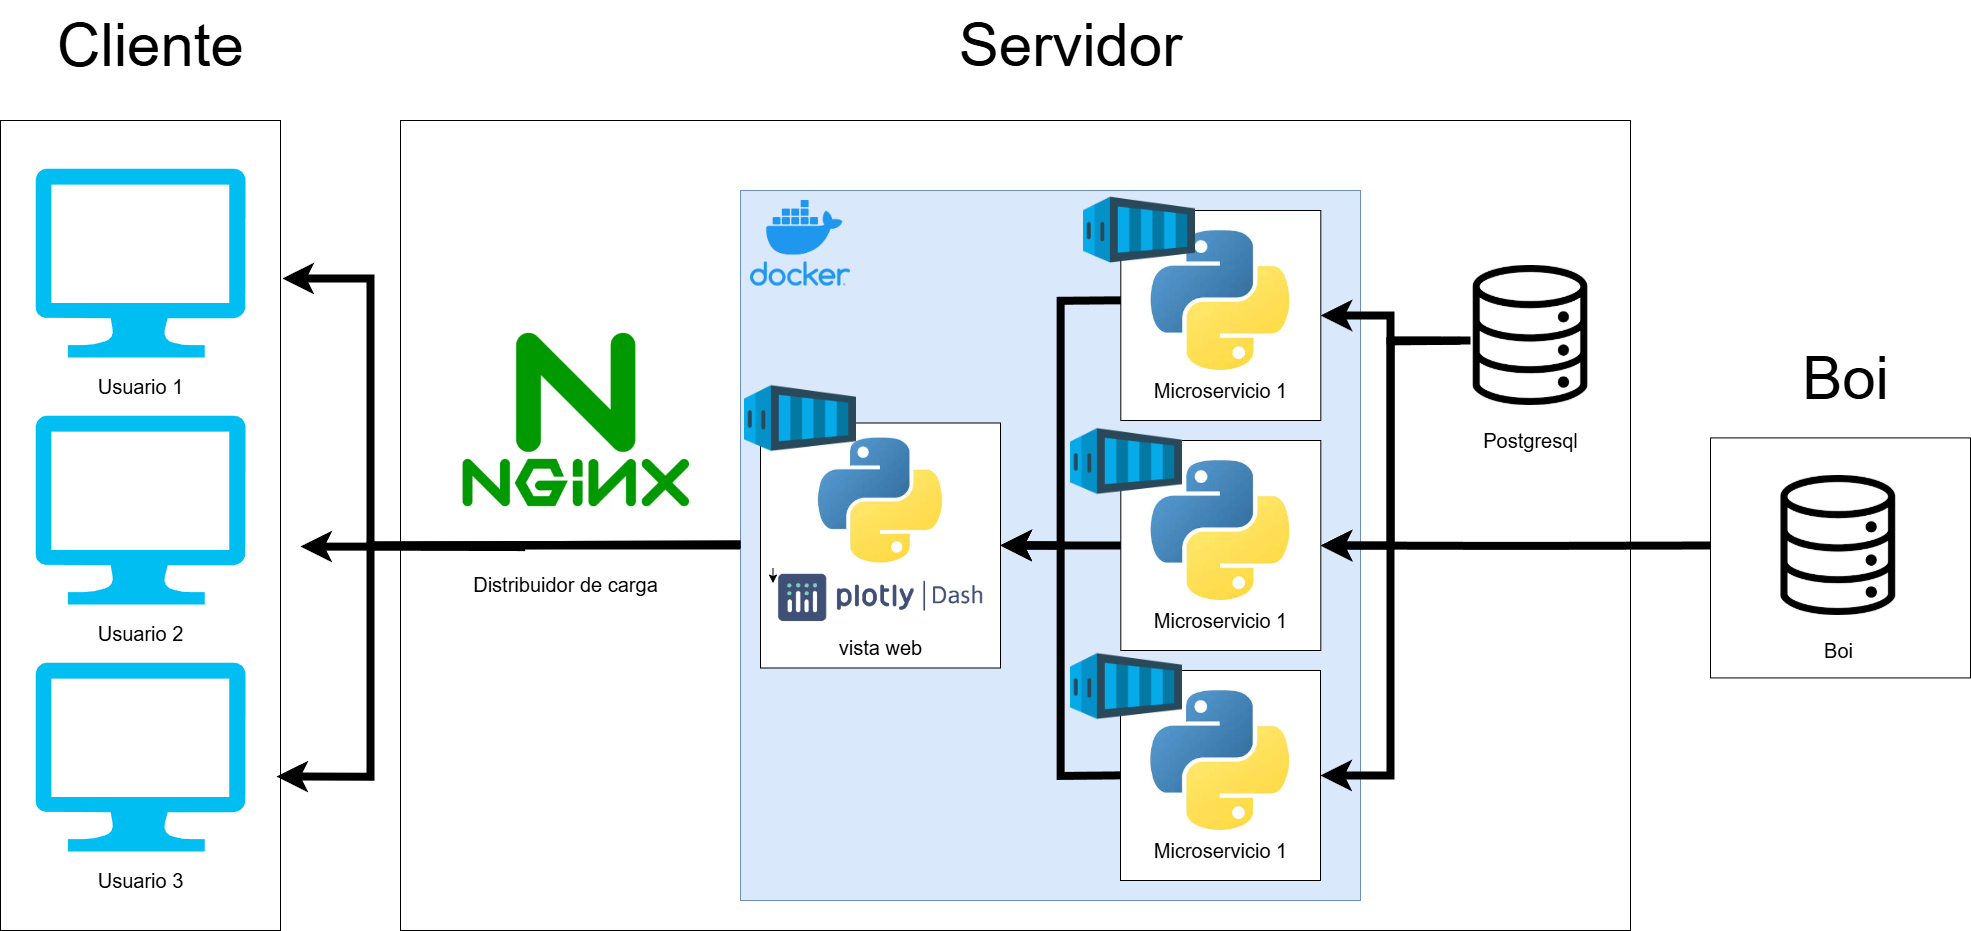 Cliente
Servidor
Usuario 1
Usuario 2
Usuario 3
NGiNX
Distribuidor de carga
docker
plotly | Dash
vista web
Microservicio 1
Microservicio 1
Microservicio 1
Postgresql
Boi
Boi